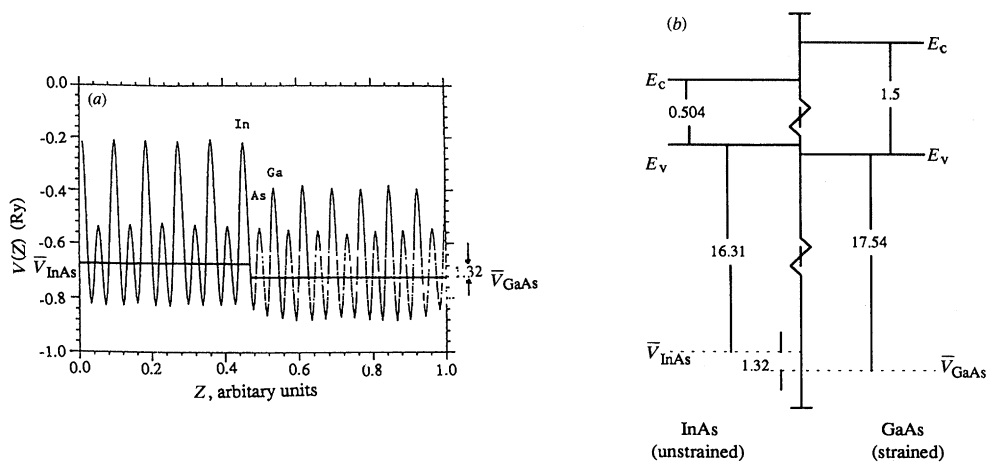 (a)
V(Z) (Ry)
0.0
-0.2
-0.4
-0.6
-0.8
-1.0
In
Ga
As
V̅InAs
1.32
V̅GaAs
0.0 0.2 0.4 0.6 0.8 1.0
Z, arbitary units
(b)
Ec
Ec
0.504
1.5
Ev
Ev
16.31
17.54
V̅InAs
1.32
V̅GaAs
InAs
(unstrained)
GaAs
(strained)